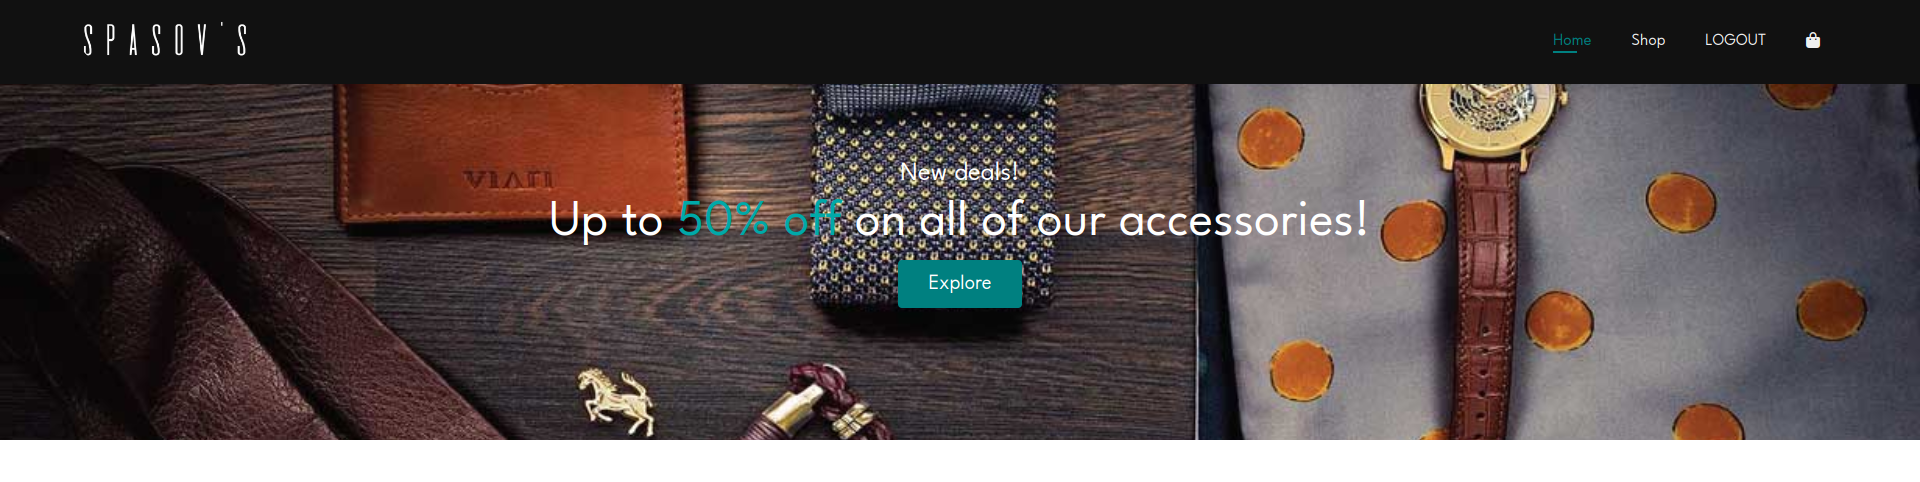 SPASOV'S
Home Shop LOGOUT
VIATI
New deals!
Up to 50% off on all of our accessories!
Explore